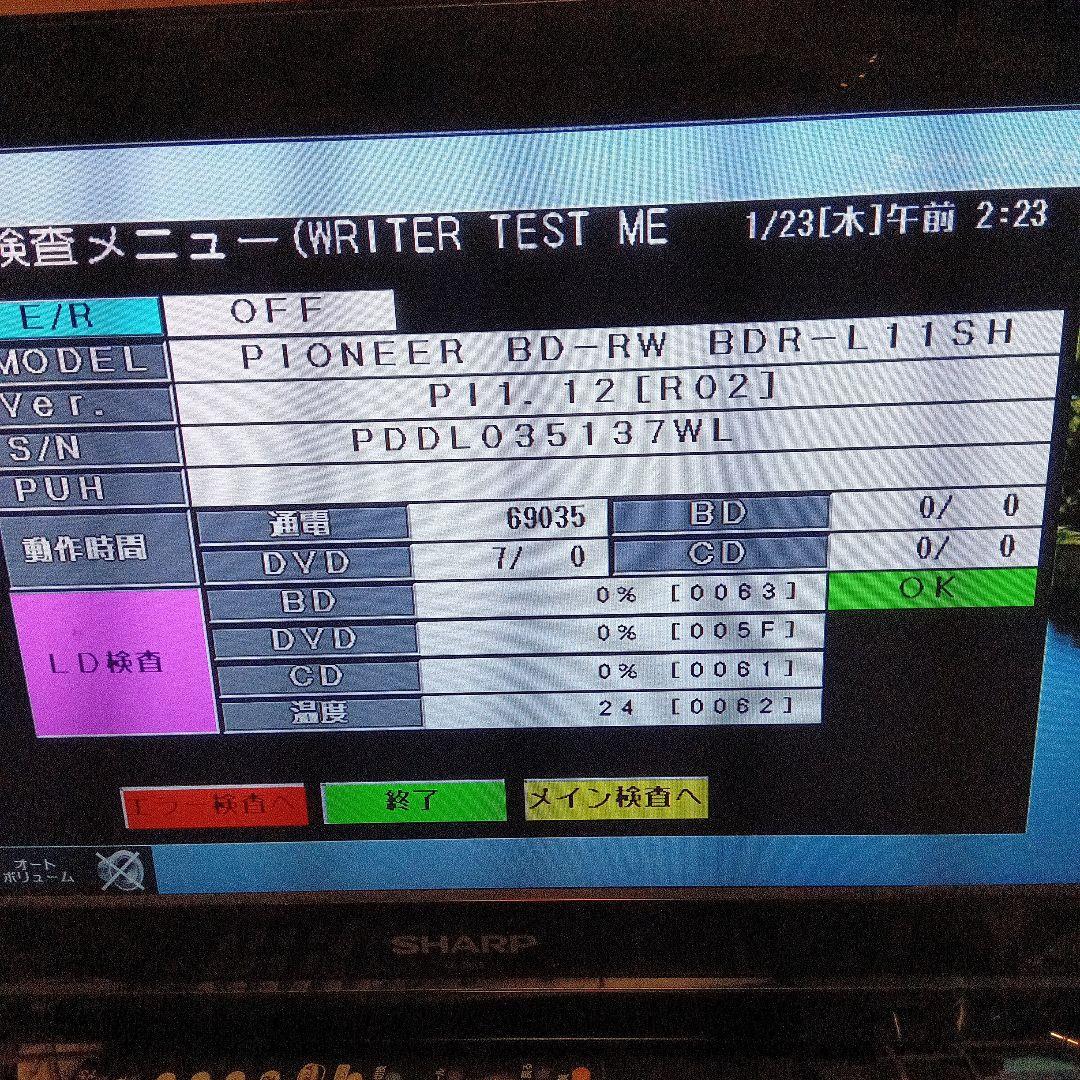 検査メニュー(WRITER TEST ME 1/23[木]午前 2:23
E/R OFF
MODEL PIONEER BD-RW BDR-L11SH
Ver. PI1.12[R02]
S/N PDDL035137WL
PUH
動作時間 通電 69035 BD 0/ 0
DVD 7/ 0 CD 0/ 0
LD検査 BD 0% [0063] OK
DVD 0% [005F]
CD 0% [0061]
温度 24 [0062]
エラー検査へ 終了 メイン検査へ
オート
ボリューム
SHARP